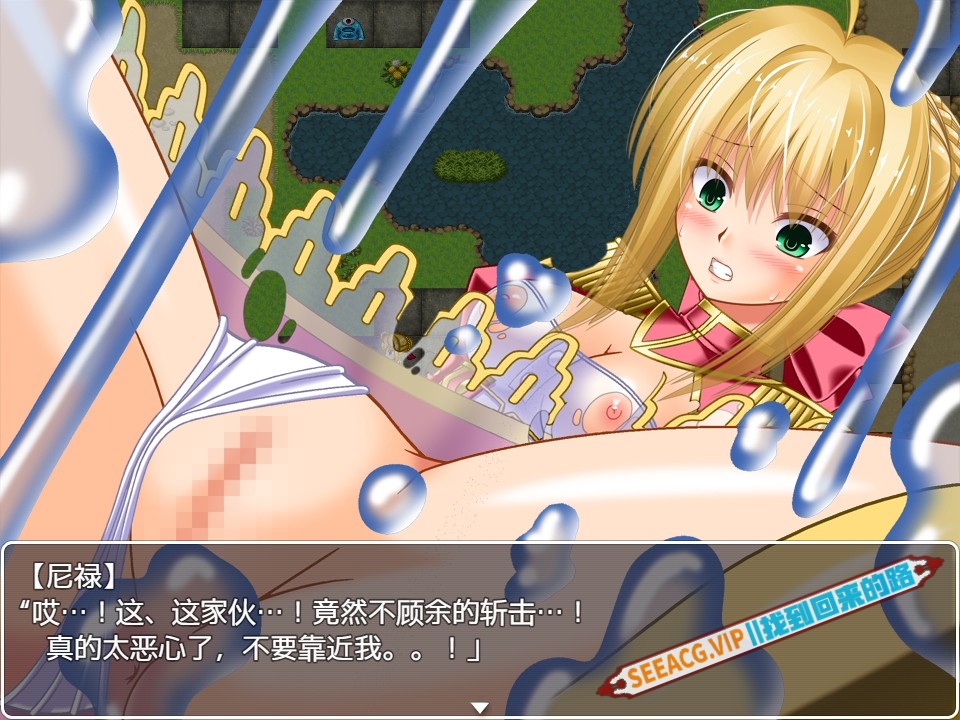 【尼禄】
“哎…！这、这家伙…！竟然不顾余的斩击…！
真的太恶心了，不要靠近我。。！」
SEEACG.VIP||找到回来的路